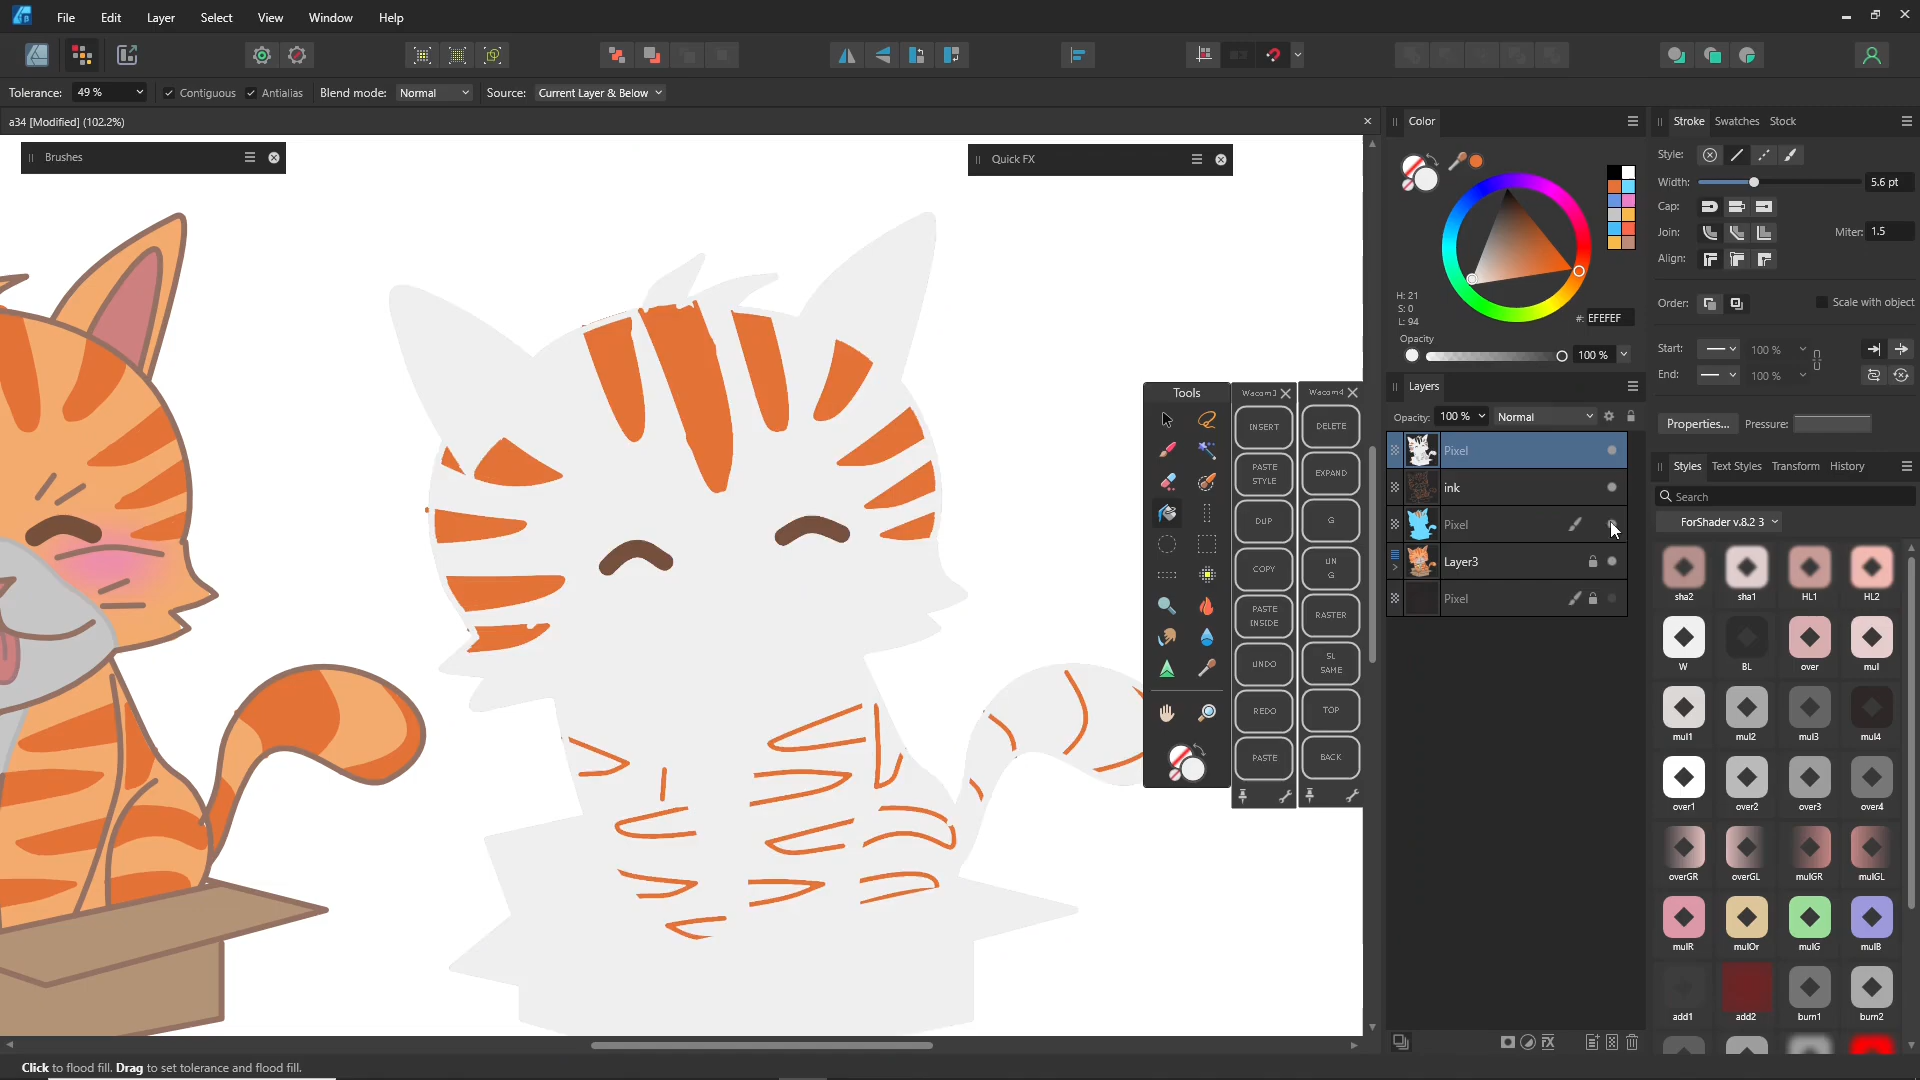 File Edit Layer Select View Window Help
Tolerance: 49 % Contiguous Antialias Blend mode: Normal Source: Current Layer & Below
a34 [Modified] (102.2%)
Brushes
Quick FX
Color
H: 21
S: 0
L: 94
#: EFEFEF
Opacity
100 %
Layers
Opacity: 100 % Normal
Pixel
ink
Pixel
Layer3
Pixel
Tools
Wacom3
Wacom4
INSERT DELETE
PASTE STYLE EXPAND
DUP G
COPY UN G
PASTE INSIDE RASTER
UNDO SL SAME
REDO TOP
PASTE BACK
Stroke Swatches Stock
Style:
Width: 5.6 pt
Cap:
Join: Miter: 1.5
Align:
Order: Scale with object
Start: 100 %
End: 100 %
Properties... Pressure:
Styles Text Styles Transform History
Search
ForShader v.8.2 3
sha2 sha1 HL1 HL2
W BL over mul
mul1 mul2 mul3 mul4
over1 over2 over3 over4
overGR overGL mulGR mulGL
mulR mulOr mulG mulB
add1 add2 burn1 burn2
Click to flood fill. Drag to set tolerance and flood fill.